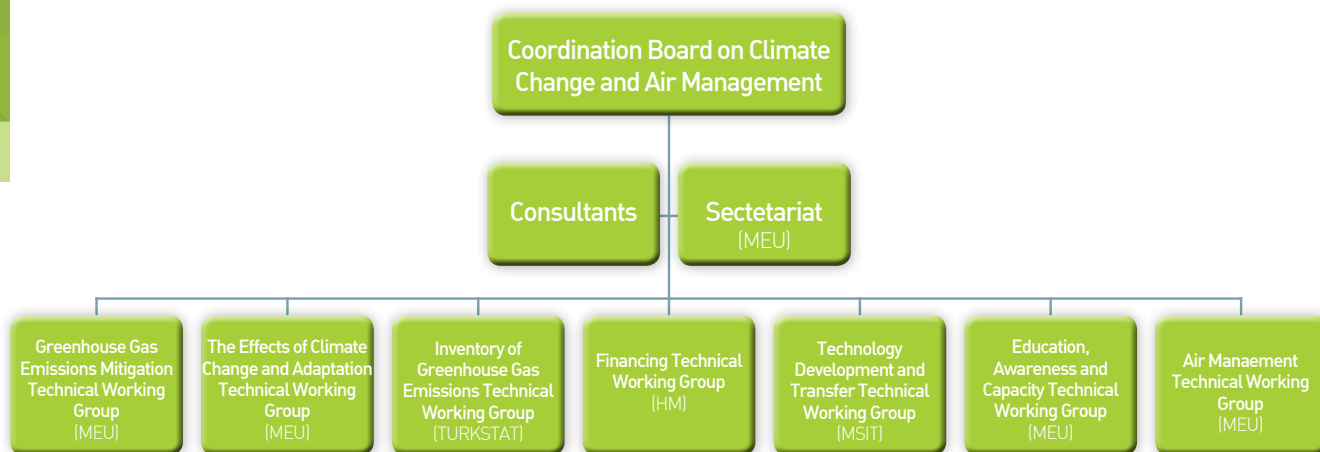 Coordination Board on Climate
Change and Air Management
Consultants
Sectetariat
(MEU)
Greenhouse Gas
Emissions Mitigation
Technical Working
Group
(MEU)
The Effects of Climate
Change and Adaptation
Technical Working
Group
(MEU)
Inventory of
Greenhouse Gas
Emissions Technical
Working Group
(TURKSTAT)
Financing Technical
Working Group
(HM)
Technology
Development and
Transfer Technical
Working Group
(MSIT)
Education,
Awareness and
Capacity Technical
Working Group
(MEU)
Air Manaement
Technical Working
Group
(MEU)